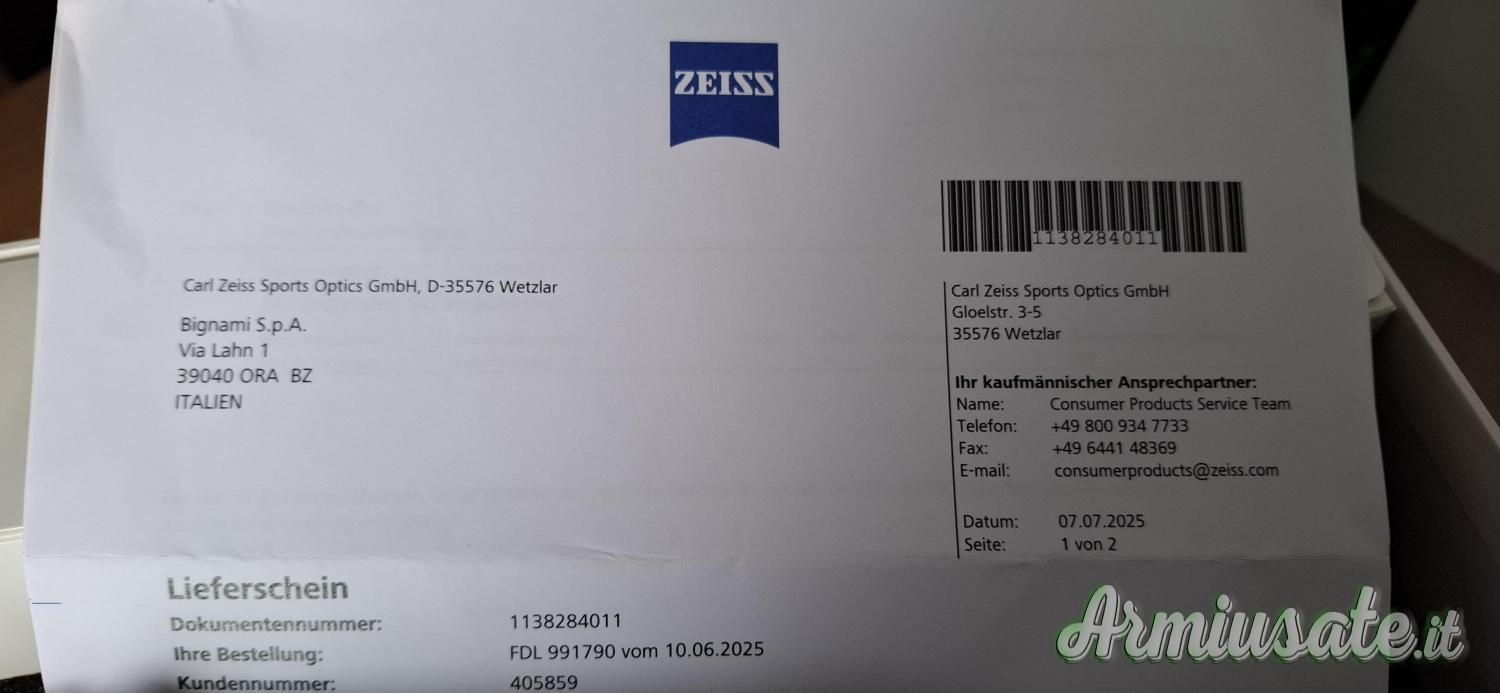 ZEISS
1138284011
Carl Zeiss Sports Optics GmbH, D-35576 Wetzlar
Bignami S.p.A.
Via Lahn 1
39040 ORA BZ
ITALIEN
Carl Zeiss Sports Optics GmbH
Gloelstr. 3-5
35576 Wetzlar
Ihr kaufmännischer Ansprechpartner:
Name: Consumer Products Service Team
Telefon: +49 800 934 7733
Fax: +49 6441 48369
E-mail: consumerproducts@zeiss.com
Datum: 07.07.2025
Seite: 1 von 2
Lieferschein
Dokumentennummer: 1138284011
Ihre Bestellung: FDL 991790 vom 10.06.2025
Kundennummer: 405859
Armiusate.it